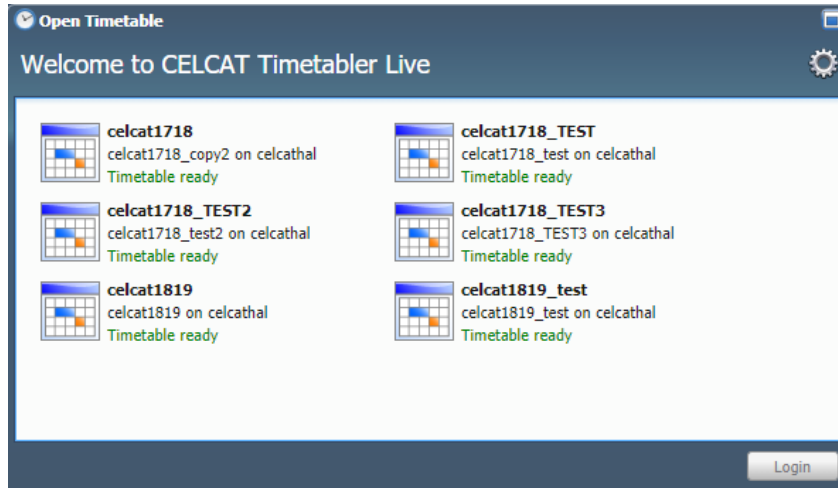 Open Timetable
Welcome to CELCAT Timetabler Live
celcat1718
celcat1718_copy2 on celcathal
Timetable ready
celcat1718_TEST
celcat1718_test on celcathal
Timetable ready
celcat1718_TEST2
celcat1718_test2 on celcathal
Timetable ready
celcat1718_TEST3
celcat1718_TEST3 on celcathal
Timetable ready
celcat1819
celcat1819 on celcathal
Timetable ready
celcat1819_test
celcat1819_test on celcathal
Timetable ready
Login